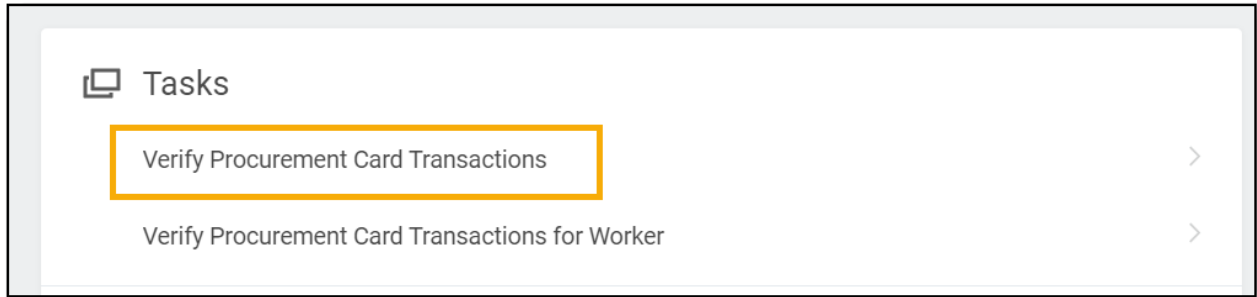 Tasks
Verify Procurement Card Transactions
Verify Procurement Card Transactions for Worker